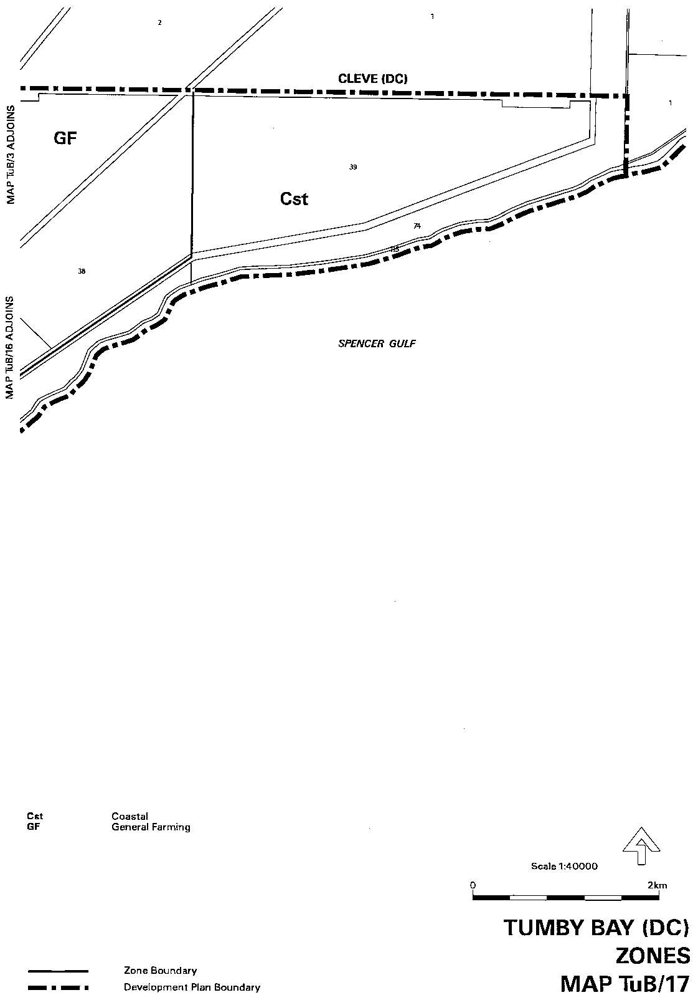 2
1
CLEVE (DC)
MAP TuB/3 ADJOINS
GF
1
39
Cst
74
115
38
MAP TuB/16 ADJOINS
SPENCER GULF
Cst Coastal
GF General Farming
Scale 1:40000
0 2km
TUMBY BAY (DC)
ZONES
MAP TuB/17
Zone Boundary
Development Plan Boundary